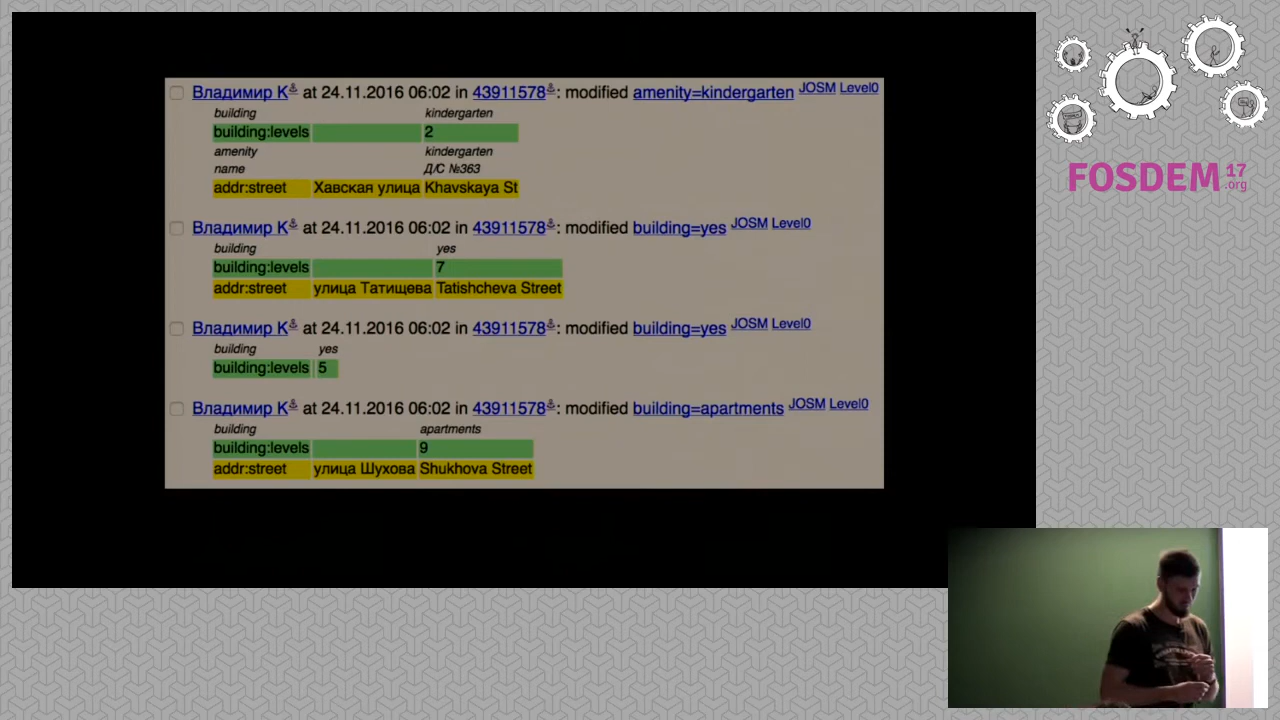 Владимир К at 24.11.2016 06:02 in 43911578: modified amenity=kindergarten JOSM Level0
building kindergarten
building:levels 2
amenity kindergarten
name Д/С №363
addr:street Хавская улица Khavskaya St
Владимир К at 24.11.2016 06:02 in 43911578: modified building=yes JOSM Level0
building yes
building:levels 7
addr:street улица Татищева Tatishcheva Street
Владимир К at 24.11.2016 06:02 in 43911578: modified building=yes JOSM Level0
building yes
building:levels 5
Владимир К at 24.11.2016 06:02 in 43911578: modified building=apartments JOSM Level0
building apartments
building:levels 9
addr:street улица Шухова Shukhova Street
FOSDEM 17
.org